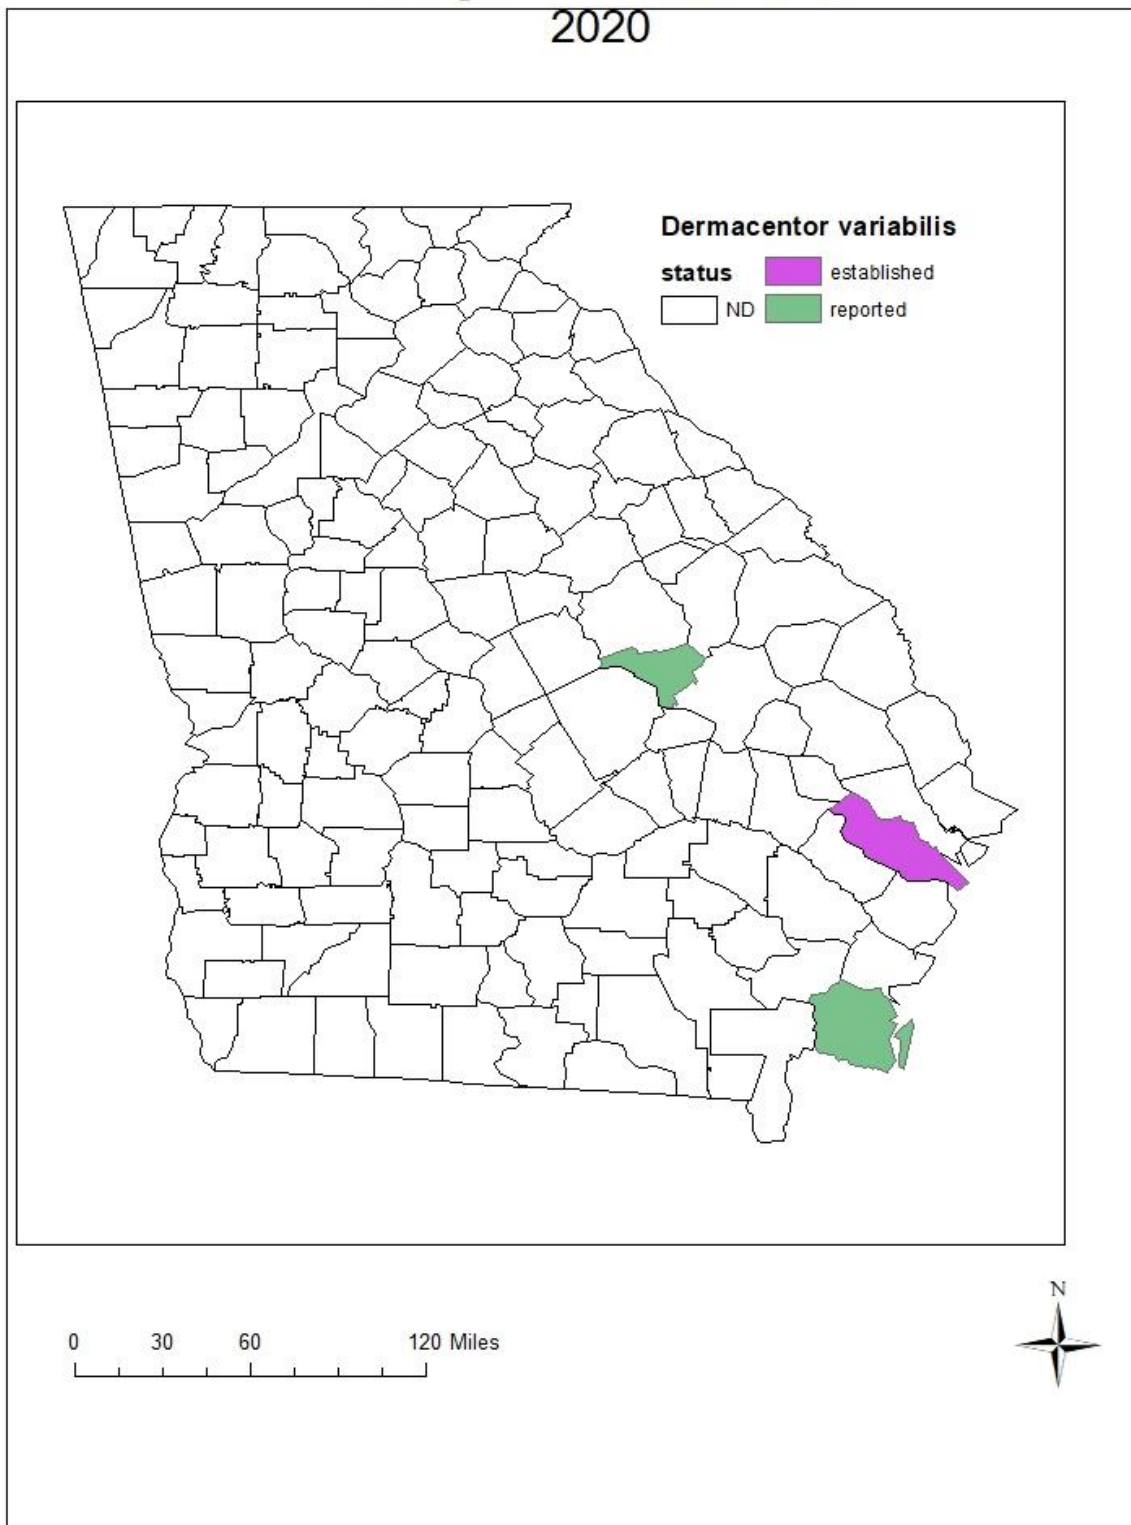 2020
Dermacentor variabilis
status
established
ND
reported
0 30 60 120 Miles
N